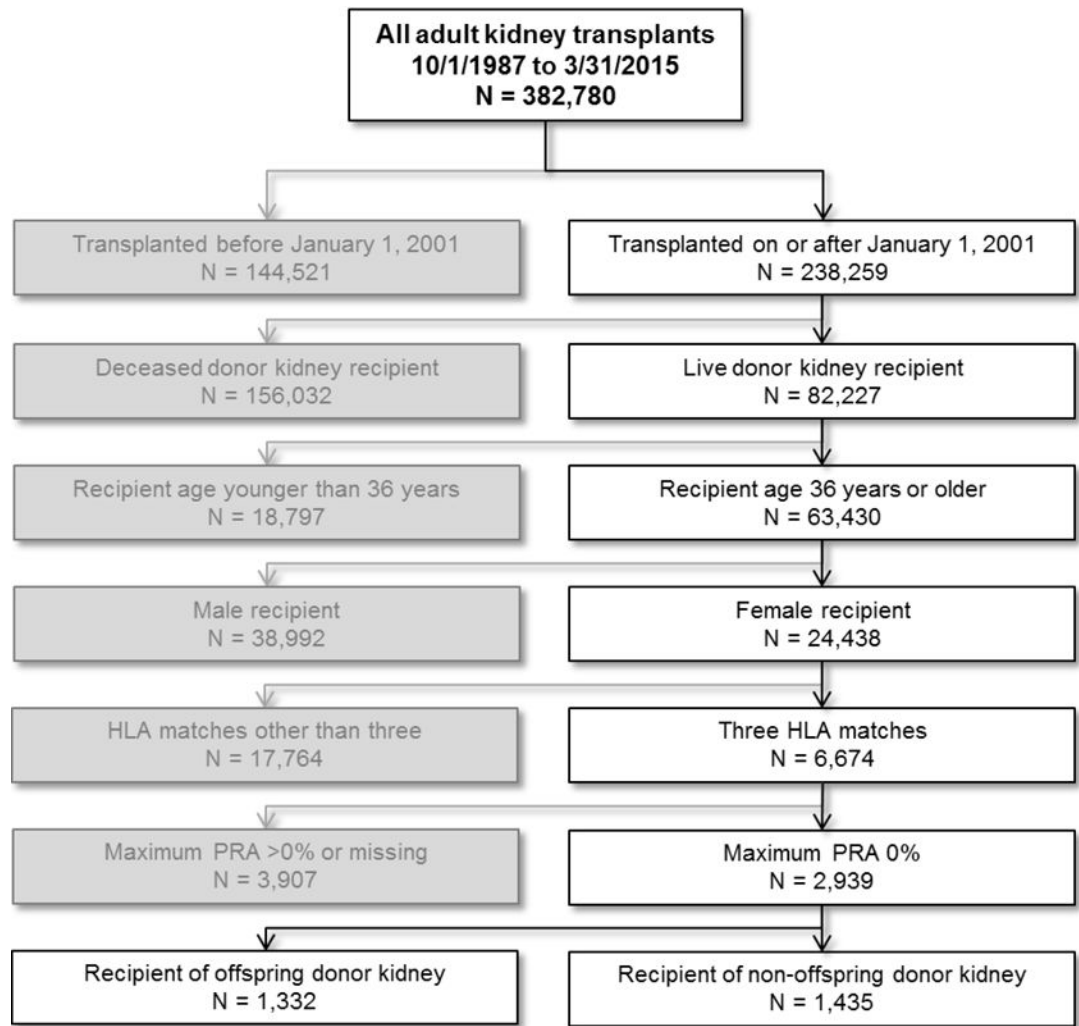 All adult kidney transplants
10/1/1987 to 3/31/2015
N = 382,780
Transplanted before January 1, 2001
N = 144,521
Transplanted on or after January 1, 2001
N = 238,259
Deceased donor kidney recipient
N = 156,032
Live donor kidney recipient
N = 82,227
Recipient age younger than 36 years
N = 18,797
Recipient age 36 years or older
N = 63,430
Male recipient
N = 38,992
Female recipient
N = 24,438
HLA matches other than three
N = 17,764
Three HLA matches
N = 6,674
Maximum PRA >0% or missing
N = 3,907
Maximum PRA 0%
N = 2,939
Recipient of offspring donor kidney
N = 1,332
Recipient of non-offspring donor kidney
N = 1,435